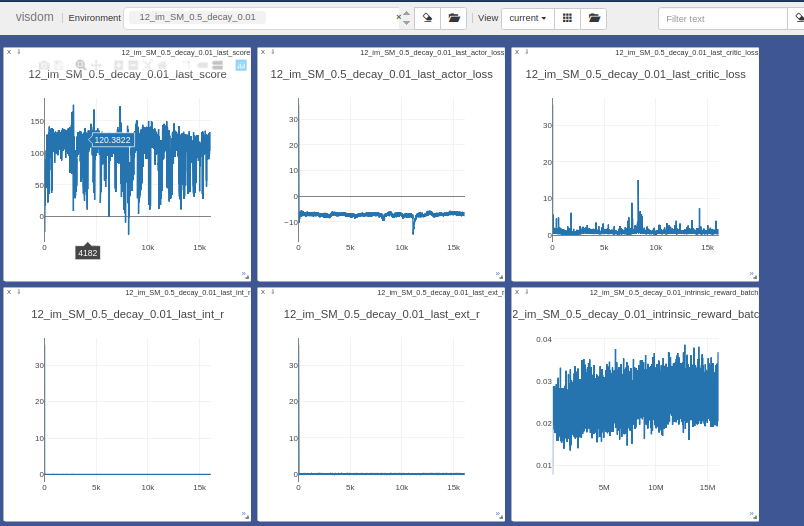 visdom Environment 12_im_SM_0.5_decay_0.01 × View current Filter text
x 12_im_SM_0.5_decay_0.01_last_score
12_im_SM_0.5_decay_0.01_last_score
150
100
50
0
120.3822
0 4182 10k 15k
»
x 12_im_SM_0.5_decay_0.01_last_actor_loss
12_im_SM_0.5_decay_0.01_last_actor_loss
30
20
10
0
−10
0 5k 10k 15k
»
x 12_im_SM_0.5_decay_0.01_last_critic_loss
12_im_SM_0.5_decay_0.01_last_critic_loss
30
20
10
0
0 5k 10k 15k
»
x 12_im_SM_0.5_decay_0.01_last_int_r
12_im_SM_0.5_decay_0.01_last_int_r
30
20
10
0
0 5k 10k 15k
»
x 12_im_SM_0.5_decay_0.01_last_ext_r
12_im_SM_0.5_decay_0.01_last_ext_r
30
20
10
0
0 5k 10k 15k
»
x 12_im_SM_0.5_decay_0.01_intrinsic_reward_batch
12_im_SM_0.5_decay_0.01_intrinsic_reward_batc
0.04
0.03
0.02
0.01
5M 10M 15M
»